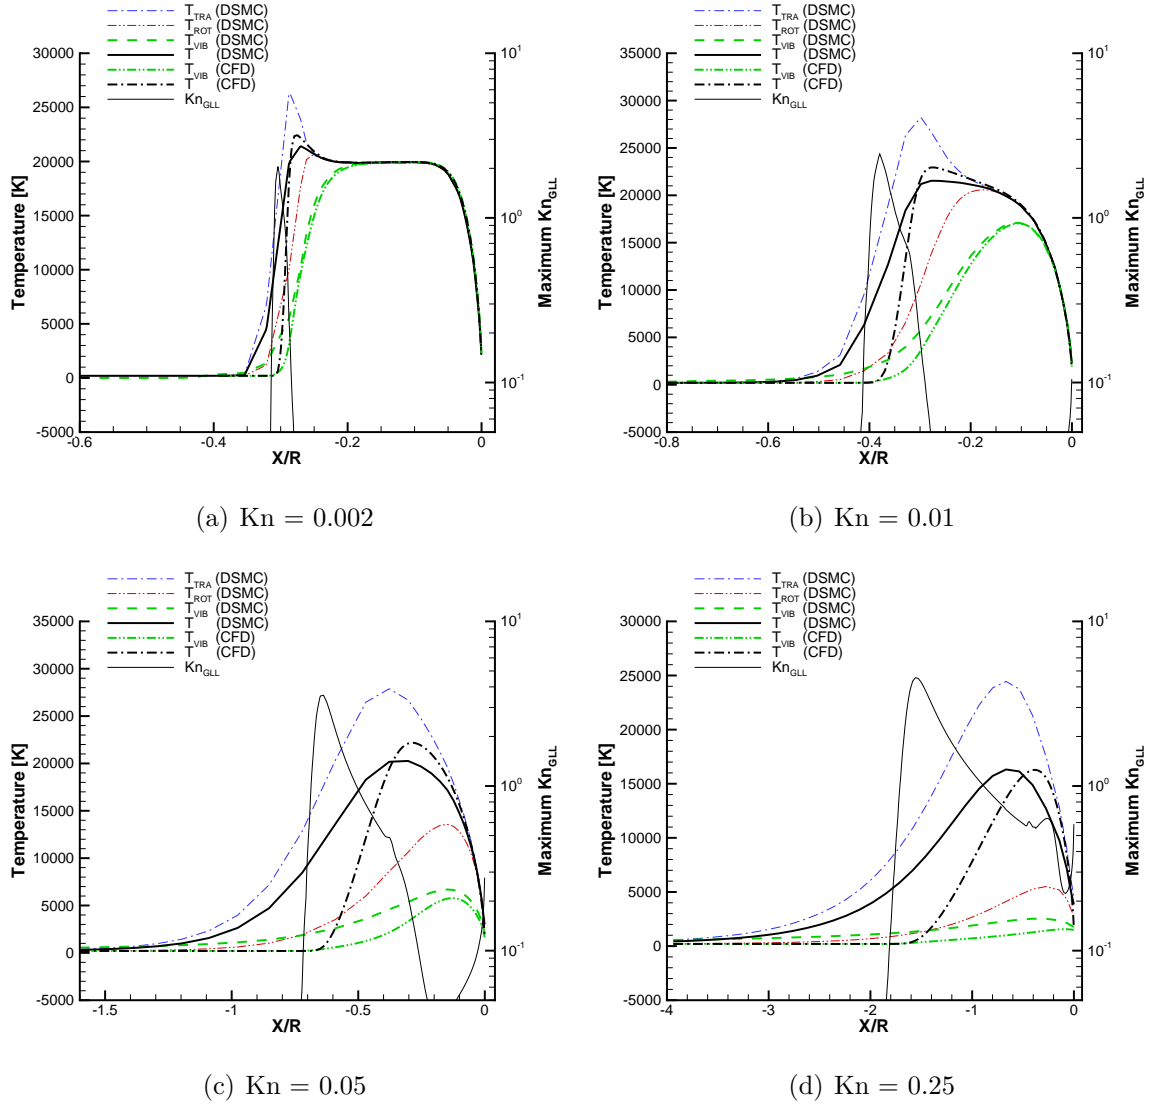 T_TRA (DSMC)
T_ROT (DSMC)
T_VIB (DSMC)
T (DSMC)
T_VIB (CFD)
T (CFD)
Kn_GLL
30000
25000
20000
15000
10000
5000
0
-5000
Temperature [K]
10^1
10^0
10^-1
Maximum Kn_GLL
-0.6
-0.4
-0.2
0
X/R
(a) Kn = 0.002
T_TRA (DSMC)
T_ROT (DSMC)
T_VIB (DSMC)
T (DSMC)
T_VIB (CFD)
T (CFD)
Kn_GLL
35000
30000
25000
20000
15000
10000
5000
0
-5000
Temperature [K]
10^1
10^0
10^-1
Maximum Kn_GLL
-0.8
-0.6
-0.4
-0.2
0
X/R
(b) Kn = 0.01
T_TRA (DSMC)
T_ROT (DSMC)
T_VIB (DSMC)
T (DSMC)
T_VIB (CFD)
T (CFD)
Kn_GLL
35000
30000
25000
20000
15000
10000
5000
0
-5000
Temperature [K]
10^1
10^0
10^-1
Maximum Kn_GLL
-1.5
-1
-0.5
0
X/R
(c) Kn = 0.05
T_TRA (DSMC)
T_ROT (DSMC)
T_VIB (DSMC)
T (DSMC)
T_VIB (CFD)
T (CFD)
Kn_GLL
30000
25000
20000
15000
10000
5000
0
-5000
Temperature [K]
10^1
10^0
10^-1
Maximum Kn_GLL
-4
-3
-2
-1
0
X/R
(d) Kn = 0.25